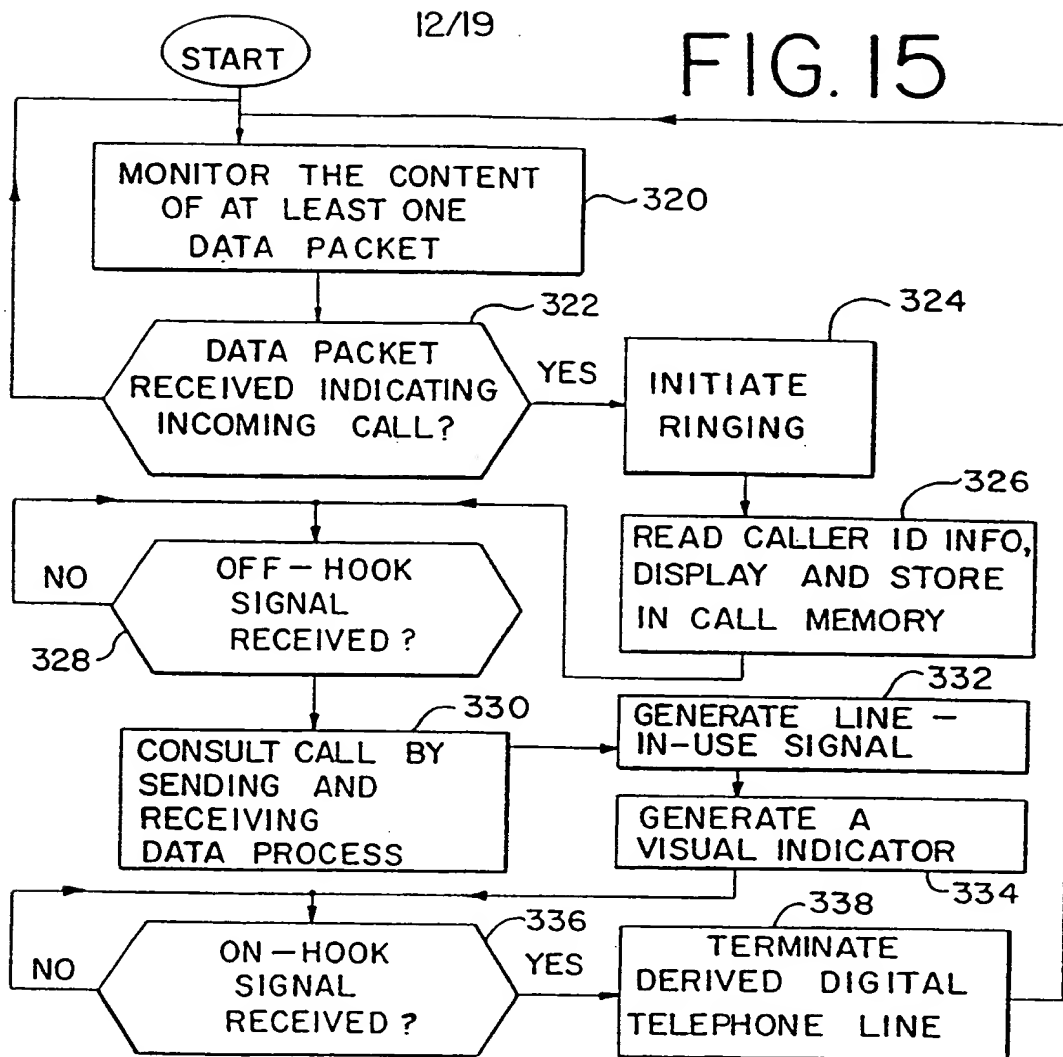 12/19
FIG. 15
START
MONITOR THE CONTENT
OF AT LEAST ONE
DATA PACKET
320
322
DATA PACKET
RECEIVED INDICATING
INCOMING CALL?
YES
324
INITIATE
RINGING
326
READ CALLER ID INFO,
DISPLAY AND STORE
IN CALL MEMORY
NO
OFF-HOOK
SIGNAL
RECEIVED?
328
330
CONSULT CALL BY
SENDING AND
RECEIVING
DATA PROCESS
332
GENERATE LINE-
IN-USE SIGNAL
GENERATE A
VISUAL INDICATOR
334
NO
ON-HOOK
SIGNAL
RECEIVED?
336
YES
338
TERMINATE
DERIVED DIGITAL
TELEPHONE LINE